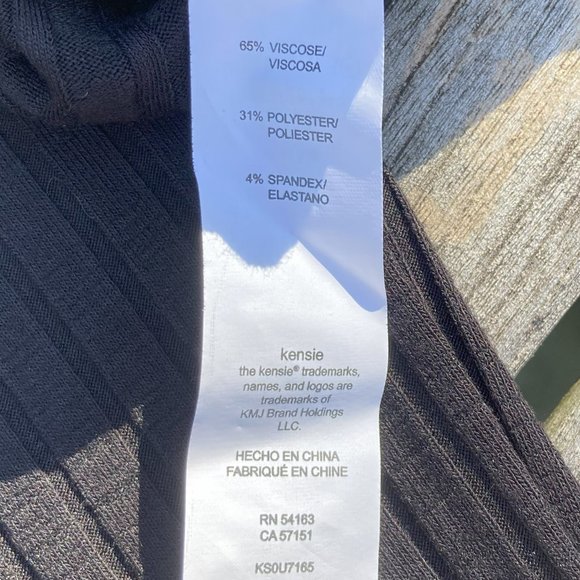 65% VISCOSE/
VISCOSA
31% POLYESTER/
POLIESTER
4% SPANDEX/
ELASTANO
kensie
the kensie® trademarks,
names, and logos are
trademarks of
KMJ Brand Holdings
LLC.
HECHO EN CHINA
FABRIQUÉ EN CHINE
RN 54163
CA 57151
KS0U7165